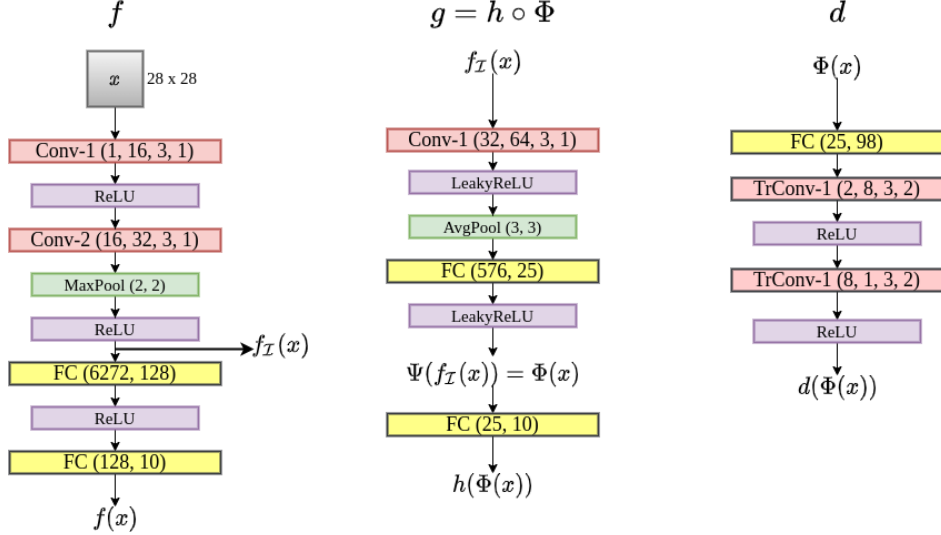 f
x
28 x 28
Conv-1 (1, 16, 3, 1)
ReLU
Conv-2 (16, 32, 3, 1)
MaxPool (2, 2)
ReLU
f_I(x)
FC (6272, 128)
ReLU
FC (128, 10)
f(x)
g = h ∘ Φ
f_I(x)
Conv-1 (32, 64, 3, 1)
LeakyReLU
AvgPool (3, 3)
FC (576, 25)
LeakyReLU
Ψ(f_I(x)) = Φ(x)
FC (25, 10)
h(Φ(x))
d
Φ(x)
FC (25, 98)
TrConv-1 (2, 8, 3, 2)
ReLU
TrConv-1 (8, 1, 3, 2)
ReLU
d(Φ(x))